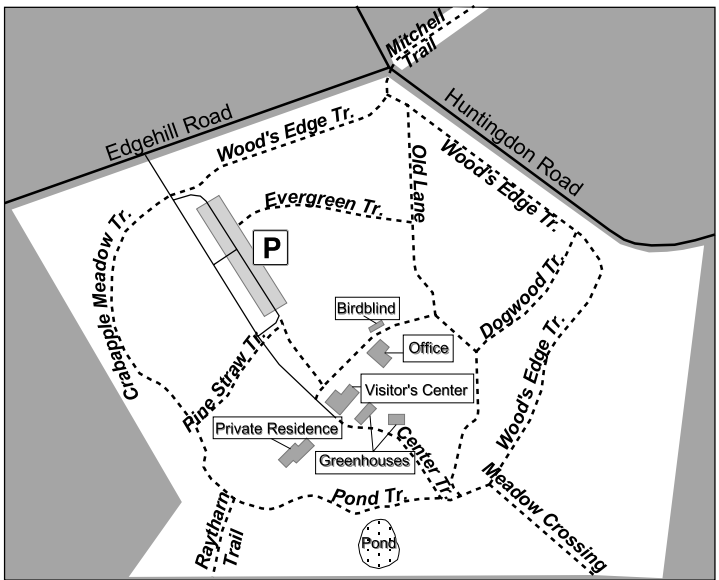 Mitchell
Trail
Edgehill Road
Huntingdon Road
Wood's Edge Tr.
Wood's Edge Tr.
Old Lane
Evergreen Tr.
Crabapple Meadow Tr.
P
Dogwood Tr.
Birdblind
Office
Pine Straw Tr.
Wood's Edge Tr.
Visitor's Center
Private Residence
Greenhouses
Center Tr.
Pond Tr.
Meadow Crossing
Raytharn
Trail
Pond